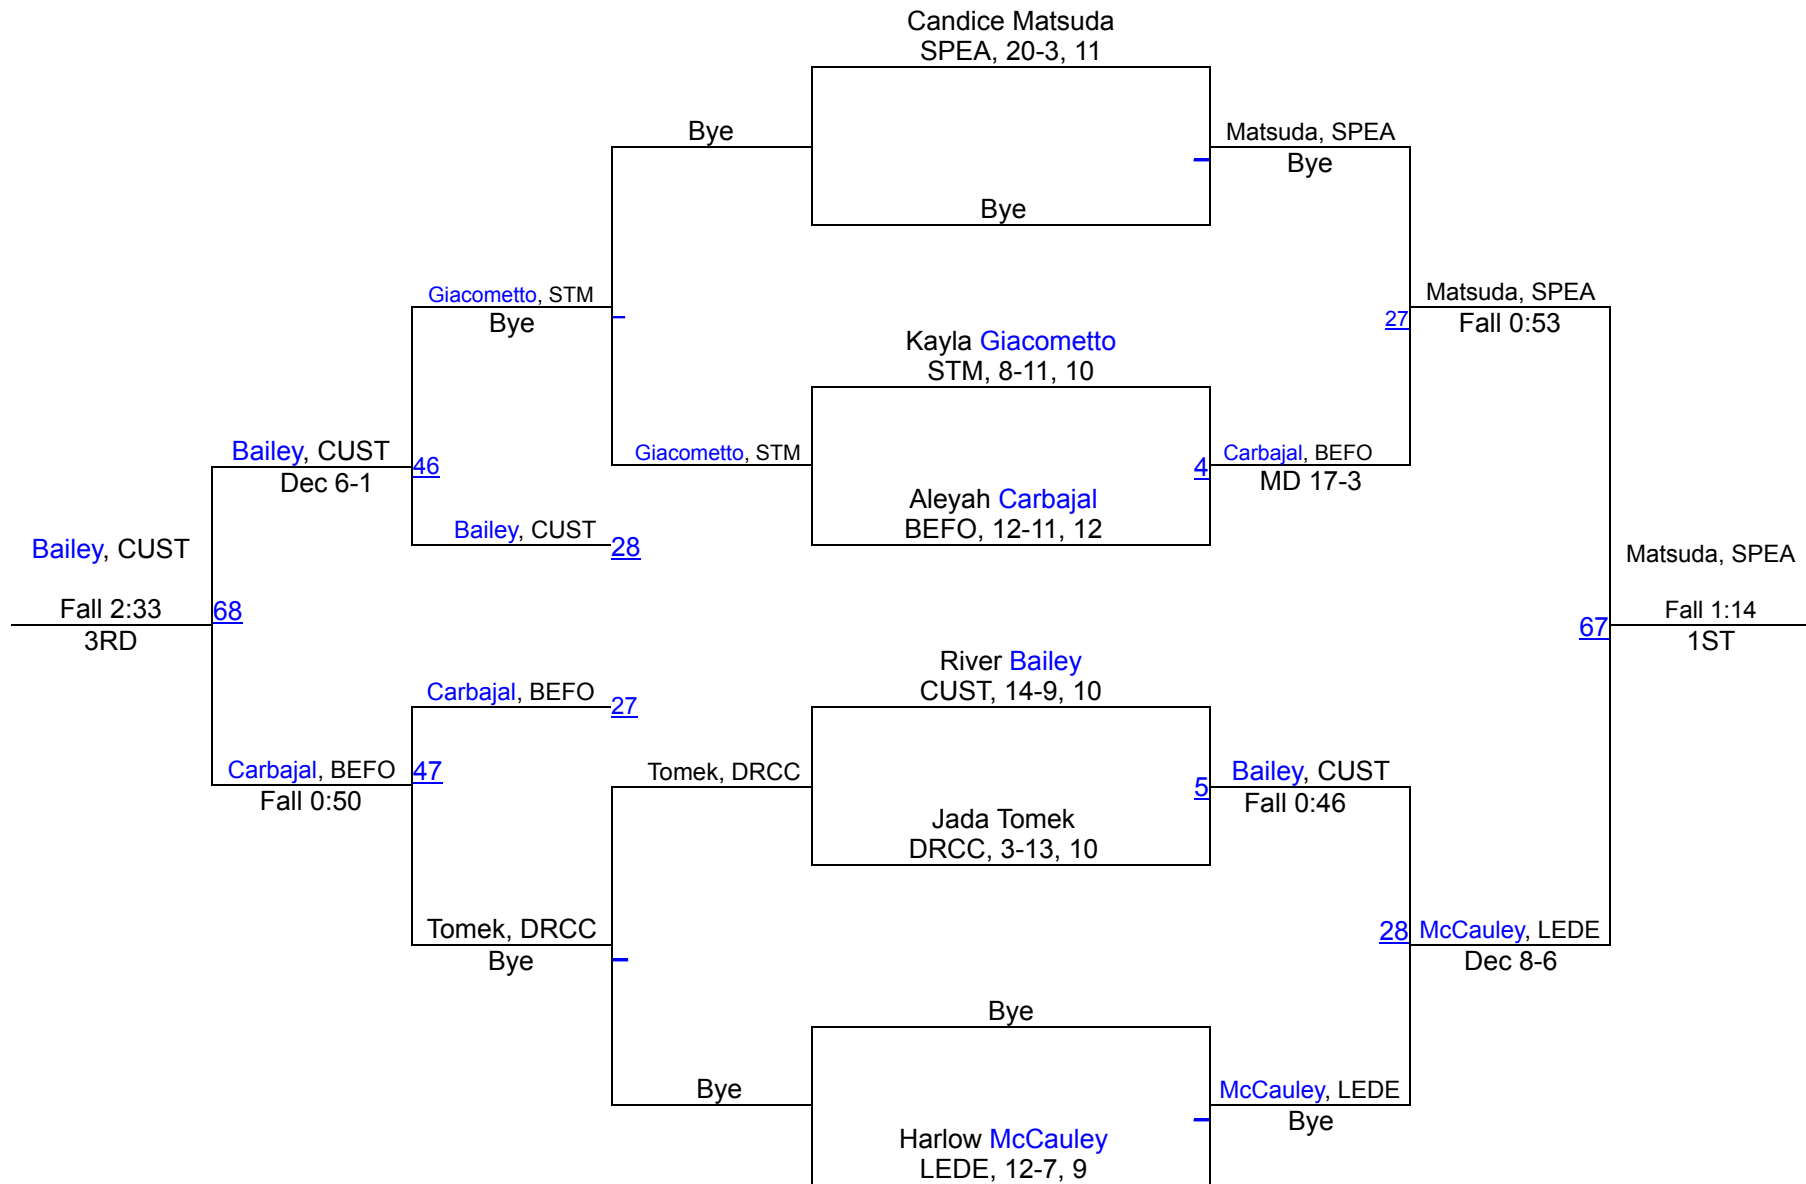 Candice Matsuda
SPEA, 20-3, 11
Bye
Matsuda, SPEA
Bye
Bye
Giacometto, STM
Bye
Matsuda, SPEA
27
Fall 0:53
Kayla Giacometto
STM, 8-11, 10
Bailey, CUST
46
Dec 6-1
Giacometto, STM
4
Carbajal, BEFO
MD 17-3
Aleyah Carbajal
BEFO, 12-11, 12
Bailey, CUST
28
Bailey, CUST
Matsuda, SPEA
Fall 2:33
68
3RD
Fall 1:14
67
1ST
River Bailey
CUST, 14-9, 10
Carbajal, BEFO
27
Carbajal, BEFO
47
Fall 0:50
Tomek, DRCC
5
Bailey, CUST
Fall 0:46
Jada Tomek
DRCC, 3-13, 10
Tomek, DRCC
Bye
28
McCauley, LEDE
Dec 8-6
Bye
Bye
McCauley, LEDE
Bye
Harlow McCauley
LEDE, 12-7, 9